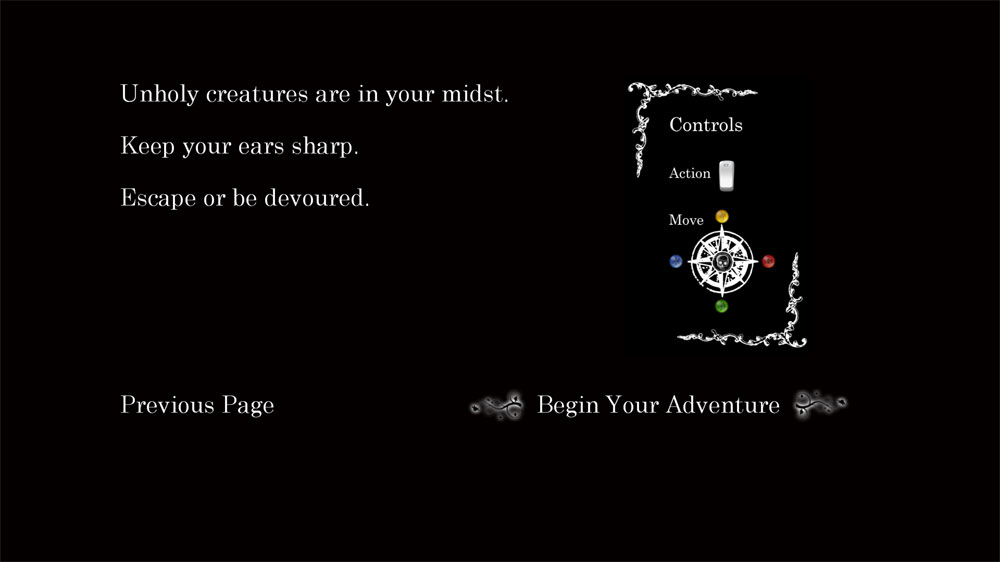 Unholy creatures are in your midst.
Keep your ears sharp.
Escape or be devoured.
Controls
Action
Move
Previous Page
Begin Your Adventure